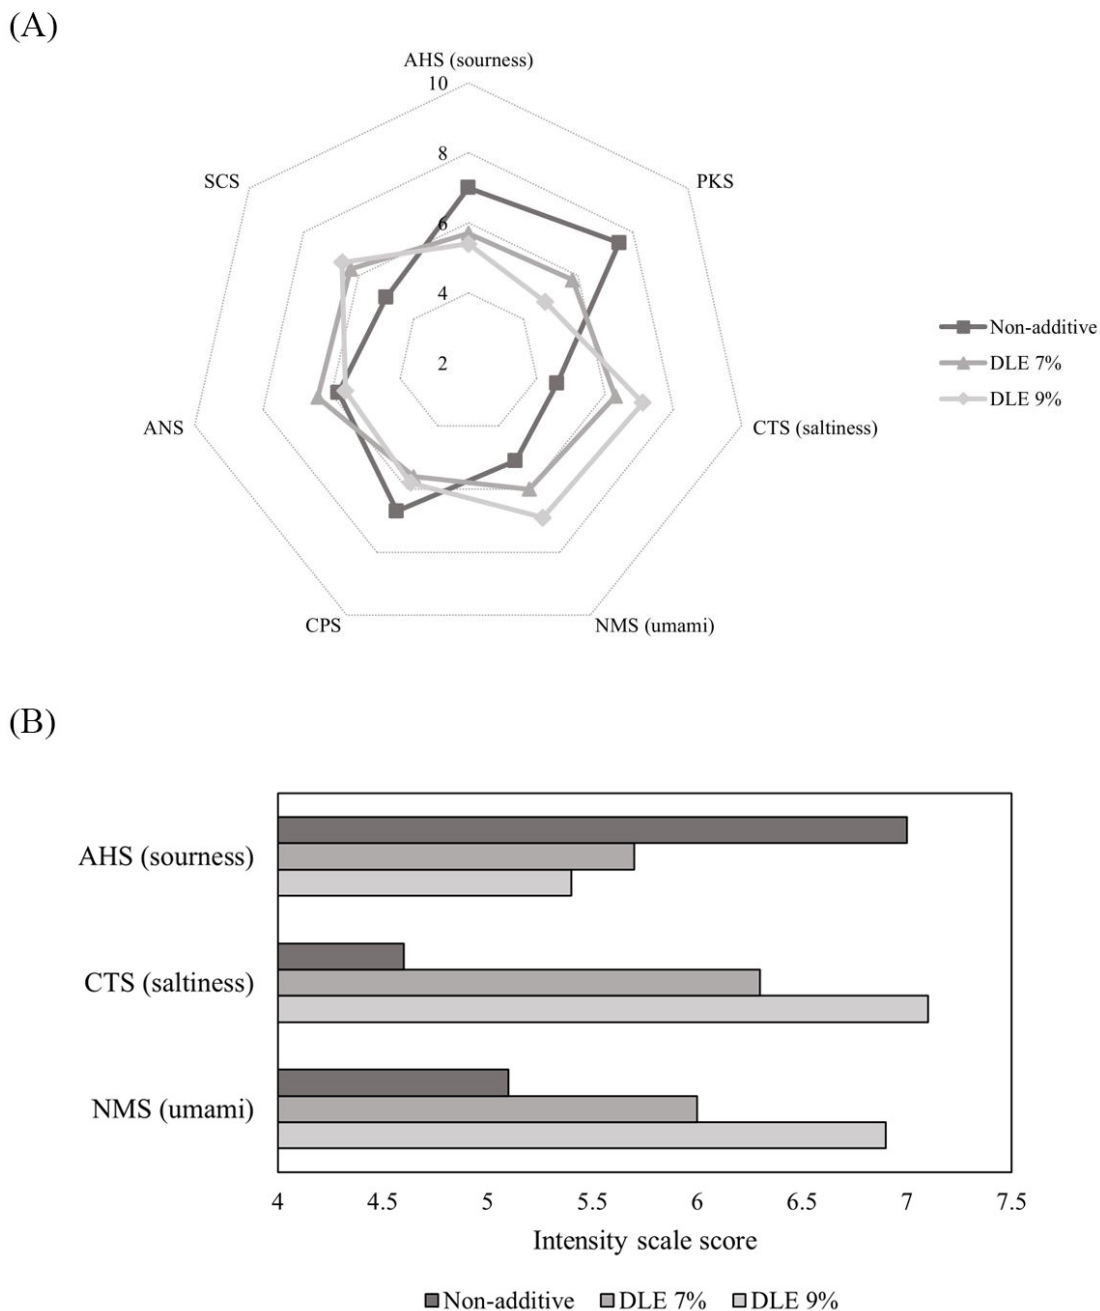 (A)
AHS (sourness)
10
8
6
4
2
SCS
PKS
ANS
CTS (saltiness)
CPS
NMS (umami)
Non-additive
DLE 7%
DLE 9%
(B)
AHS (sourness)
CTS (saltiness)
NMS (umami)
4 4.5 5 5.5 6 6.5 7 7.5
Intensity scale score
Non-additive DLE 7% DLE 9%